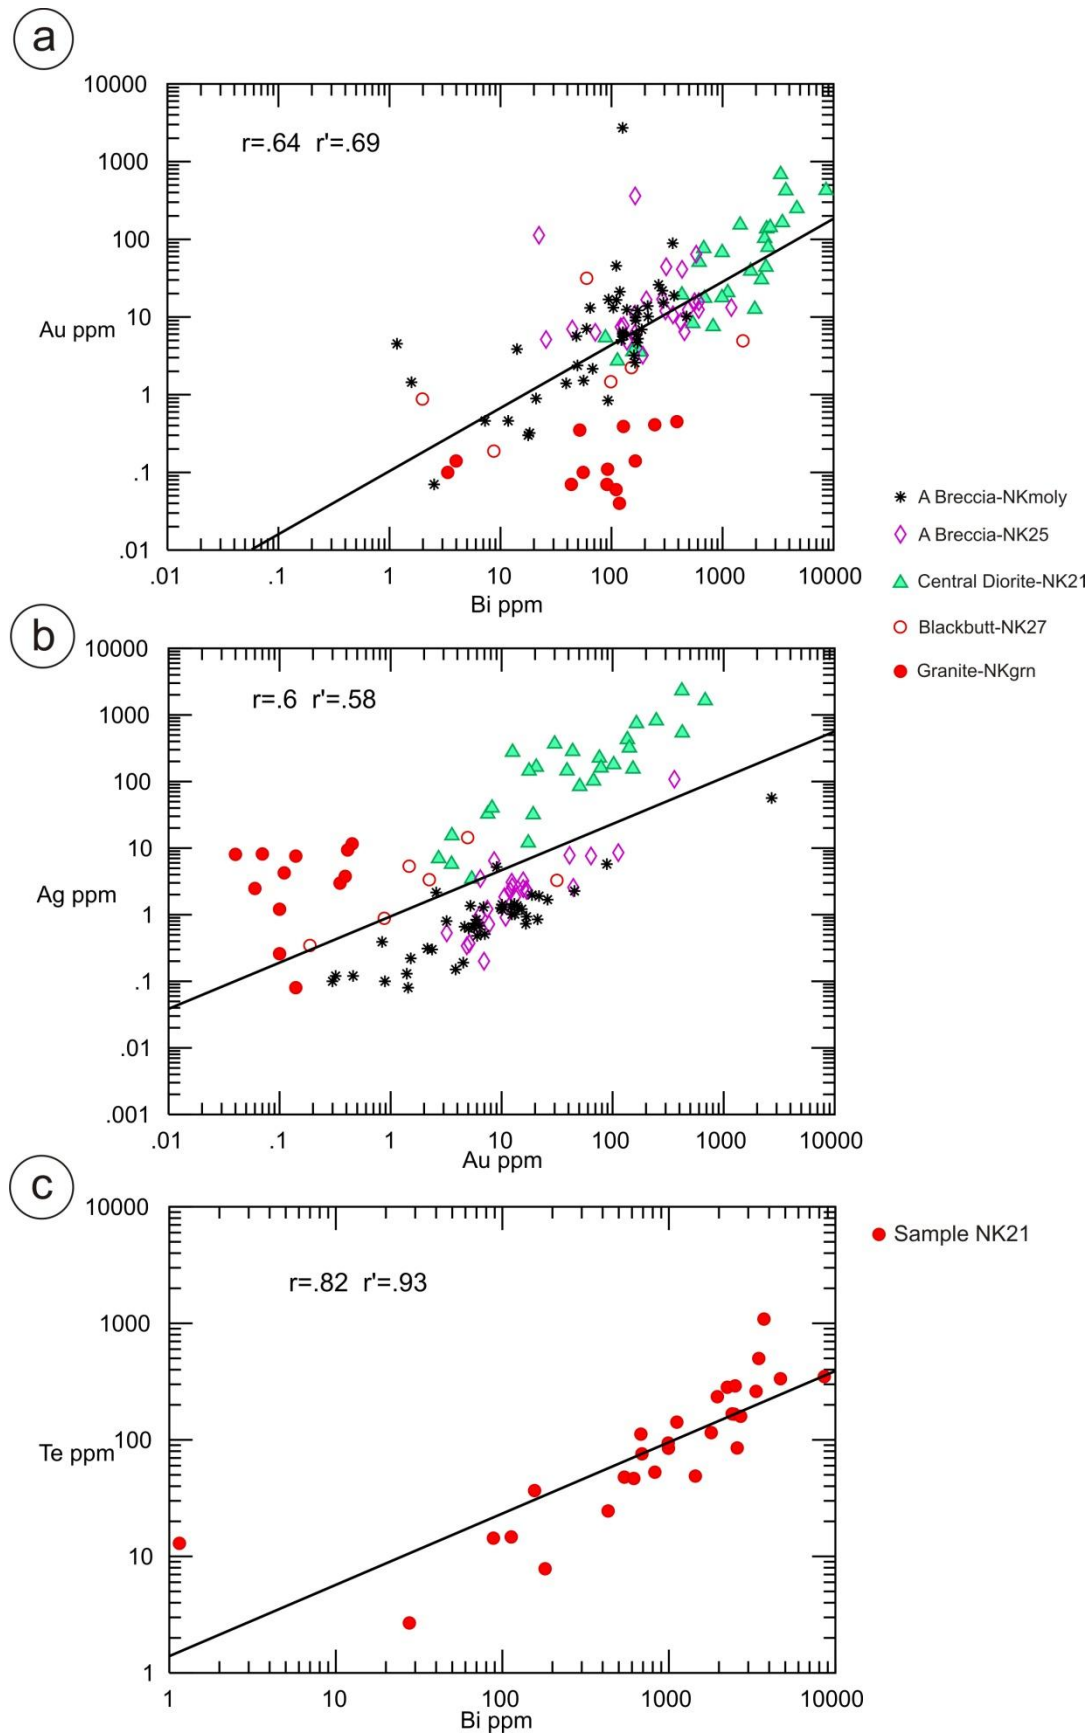 a
10000
r=.64 r'=.69
1000
100
Au ppm
10
1
.1
.01
.01 .1 1 10 100 1000 10000
Bi ppm
A Breccia-NKmoly
A Breccia-NK25
Central Diorite-NK21
Blackbutt-NK27
Granite-NKgrn
b
10000
r=.6 r'=.58
1000
100
10
Ag ppm
1
.1
.01
.001
.01 .1 1 10 100 1000 10000
Au ppm
c
10000
Sample NK21
r=.82 r'=.93
1000
100
Te ppm
10
1
1 10 100 1000 10000
Bi ppm